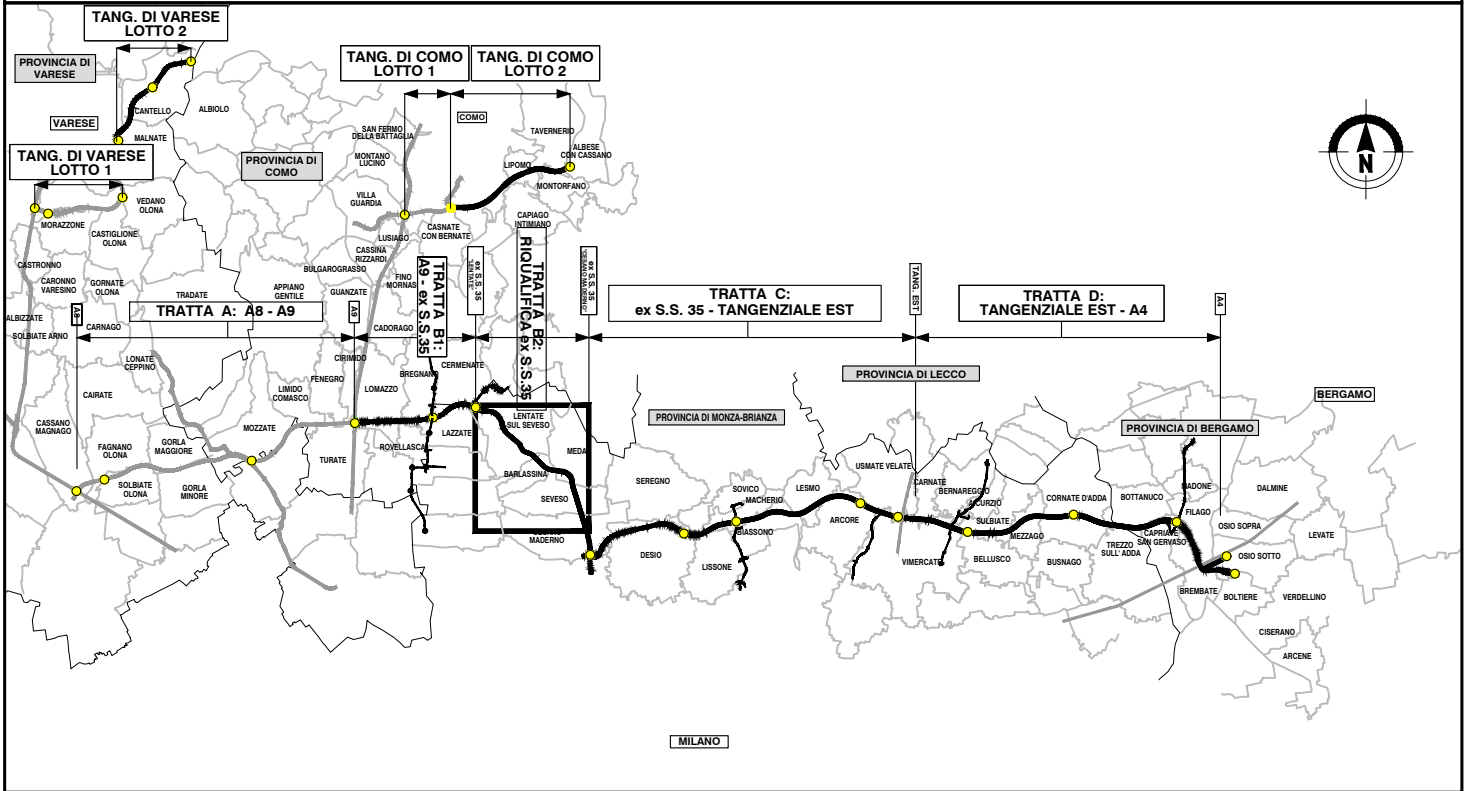 TANG. DI VARESE
LOTTO 2
PROVINCIA DI
VARESE
CANTELLO
ALBIOLO
VARESE
MALNATE
TANG. DI VARESE
LOTTO 1
TANG. DI COMO
LOTTO 1
TANG. DI COMO
LOTTO 2
COMO
SAN FERMO
DELLA BATTAGLIA
TAVERNERIO
MONTANO
LUCINO
ALBESE
CON CASSANO
PROVINCIA DI
COMO
LIPOMO
MONTORFANO
VILLA
GUARDIA
N
VEDANO
OLONA
MORAZZONE
CASTIGLIONE
OLONA
LUSIAGO
CASNATE
CON BERNATE
CAPIAGO
INTIMIANO
CASSINA
RIZZARDI
CASTRONNO
BULGAROGRASSO
CARONNO
VARESINO
GORNATE
OLONA
APPIANO
GENTILE
GUANZATE
FINO
MORNAS
TRADATE
ALBIZZATE
SOLBIATE ARNO
CARNAGO
A8
TRATTA A: A8 - A9
A9
CADORAGO
TRATTA B1:
A9 - ex S.S.35
ex S.S. 35
"LENTATE"
TRATTA B2:
RIQUALIFICA ex S.S.35
ex S.S. 35
"CESANO MADERNO"
TRATTA C:
ex S.S. 35 - TANGENZIALE EST
TANG. EST
TRATTA D:
TANGENZIALE EST - A4
A4
LONATE
CEPPINO
CIRIMIDO
CERMENATE
BREGNANO
FENEGRO
LOMAZZO
LIMIDO
COMASCO
CAIRATE
PROVINCIA DI LECCO
BERGAMO
PROVINCIA DI MONZA-BRIANZA
PROVINCIA DI BERGAMO
CASSANO
MAGNAGO
MOZZATE
LAZZATE
LENTATE
SUL SEVESO
FAGNANO
OLONA
GORLA
MAGGIORE
ROVELLASCA
TURATE
MEDA
BARLASSINA
SOLBIATE
OLONA
GORLA
MINORE
SEVESO
MADERNO
SEREGNO
SOVICO
MACHERIO
LESMO
USMATE VELATE
CARNATE
BERNAREGGIO
ARCORE
BIASSONO
DESIO
LISSONE
SULBIATE
MEZZAGO
CORNATE D'ADDA
BOTTANUCO
MADONE
FILAGO
DALMINE
OSIO SOPRA
LEVATE
VIMERCATE
BELLUSCO
BUSNAGO
TREZZO
SULL' ADDA
CAPRIATE
SAN GERVASO
OSIO SOTTO
BREMBATE
BOLTIERE
VERDELLINO
CISERANO
ARCENE
MILANO